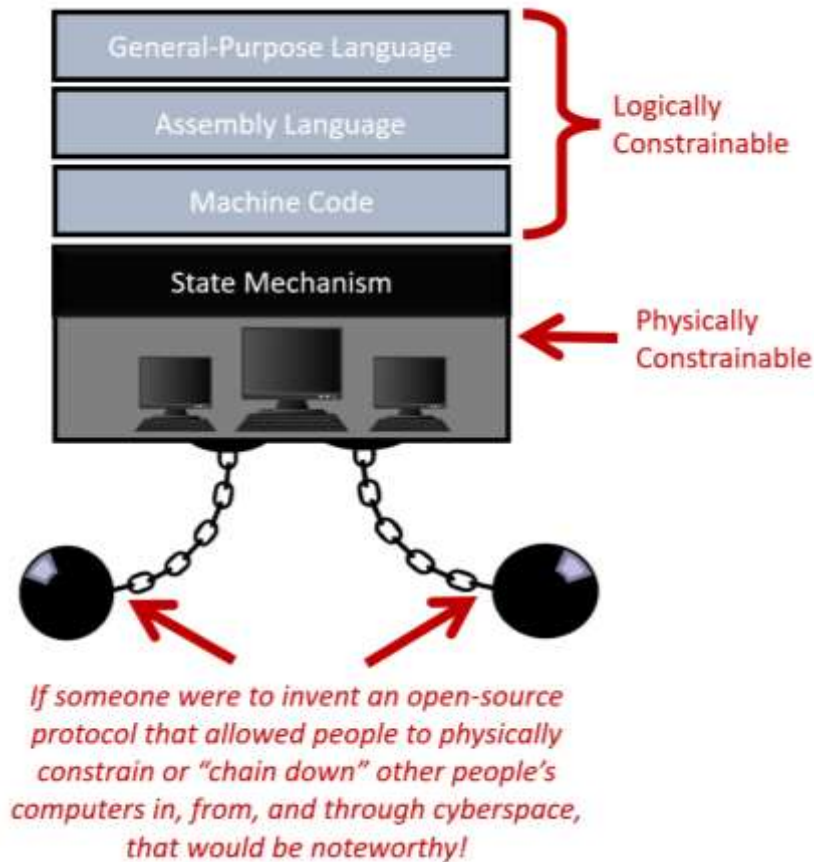 General-Purpose Language
Assembly Language
Machine Code
State Mechanism
Logically
Constrainable
Physically
Constrainable
If someone were to invent an open-source
protocol that allowed people to physically
constrain or “chain down” other people’s
computers in, from, and through cyberspace,
that would be noteworthy!